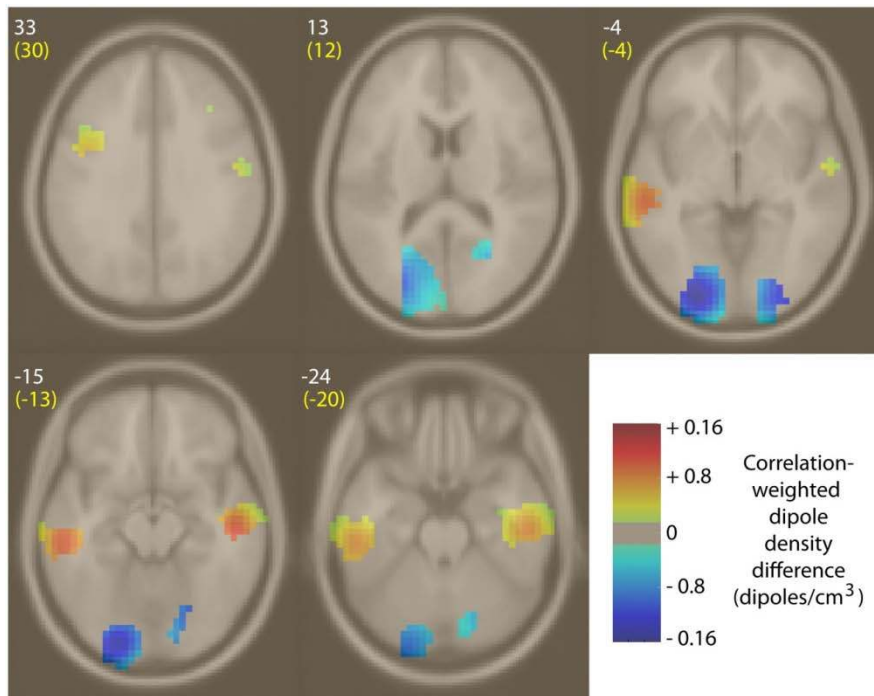 33
(30)
13
(12)
-4
(-4)
-15
(-13)
-24
(-20)
+ 0.16
+ 0.8
0
- 0.8
- 0.16
Correlation-
weighted
dipole
density
difference
(dipoles/cm³)